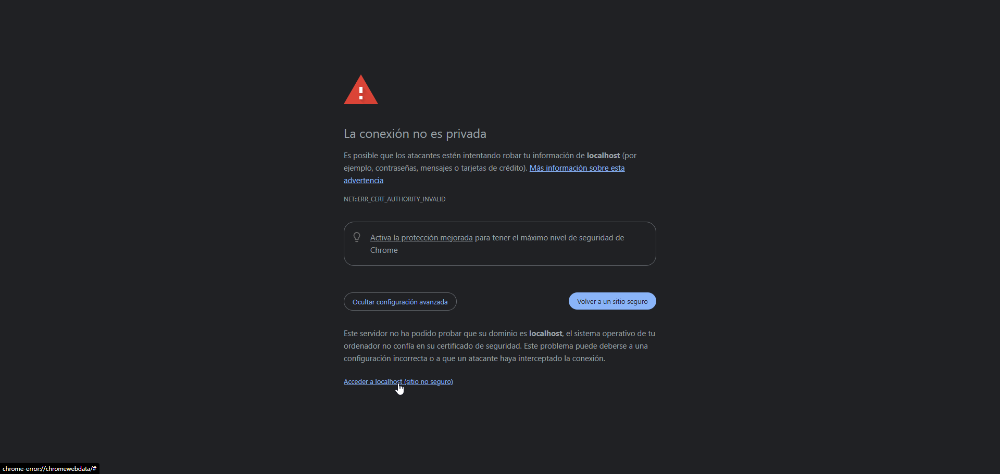 La conexión no es privada
Es posible que los atacantes estén intentando robar tu información de localhost (por
ejemplo, contraseñas, mensajes o tarjetas de crédito). Más información sobre esta
advertencia
NET::ERR_CERT_AUTHORITY_INVALID
Activa la protección mejorada para tener el máximo nivel de seguridad de
Chrome
Ocultar configuración avanzada
Volver a un sitio seguro
Este servidor no ha podido probar que su dominio es localhost, el sistema operativo de tu
ordenador no confía en su certificado de seguridad. Este problema puede deberse a una
configuración incorrecta o a que un atacante haya interceptado la conexión.
Acceder a localhost (sitio no seguro)
chrome-error://chromewebdata/#